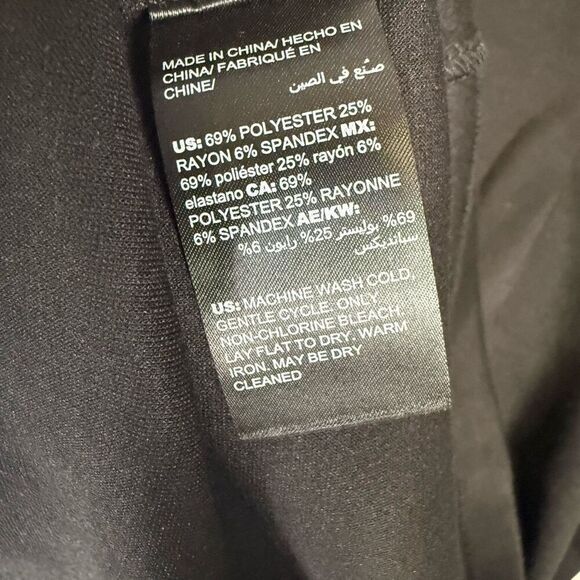 MADE IN CHINA/ HECHO EN
CHINA/ FABRIQUÉ EN
CHINE/
صنع في الصين
US: 69% POLYESTER 25%
RAYON 6% SPANDEX MX:
69% poliéster 25% rayón 6%
elastano CA: 69%
POLYESTER 25% RAYONNE
6% SPANDEX AE/KW:
69% بوليستر 25% رايون 6%
سباندیکس
US: MACHINE WASH COLD,
GENTLE CYCLE. ONLY
NON-CHLORINE BLEACH.
LAY FLAT TO DRY. WARM
IRON. MAY BE DRY
CLEANED